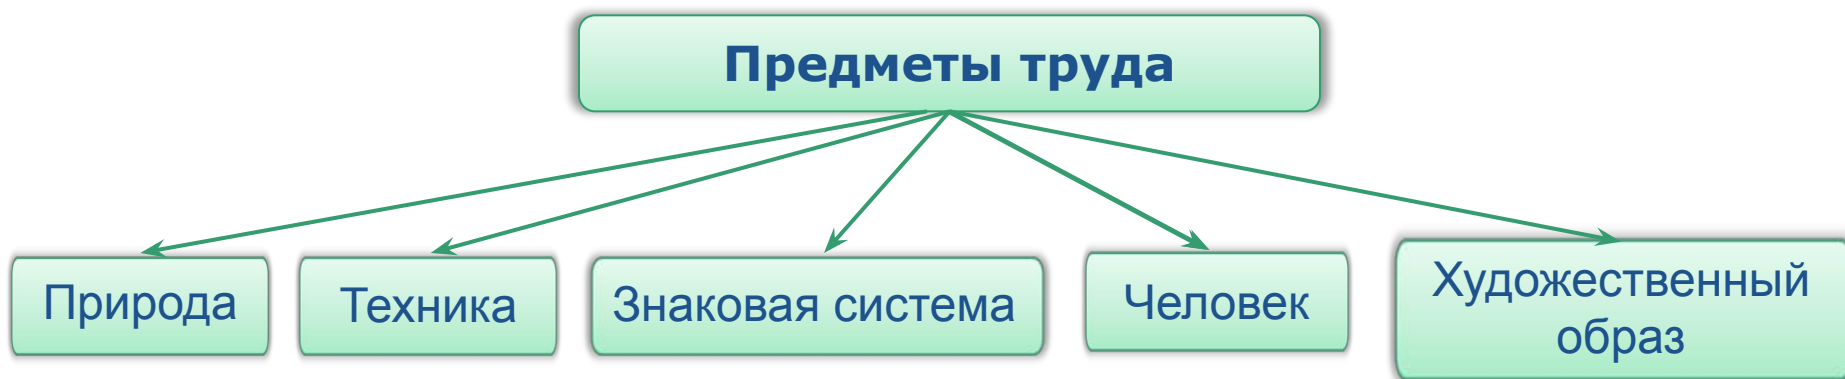 Предметы труда
Природа
Техника
Знаковая система
Человек
Художественный
образ